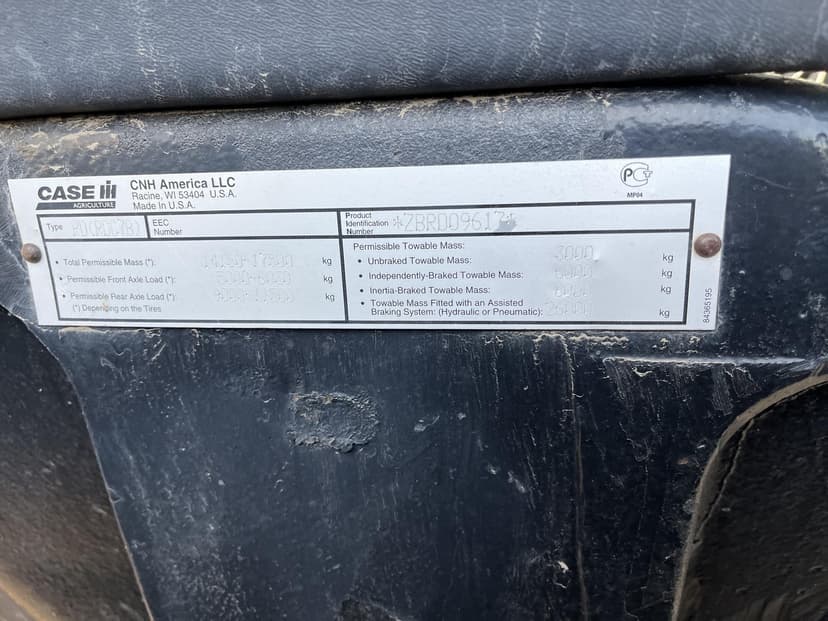 CASE IH
AGRICULTURE
CNH America LLC
Racine, WI 53404 U.S.A.
Made in U.S.A.
PC+
MP04
Type
EEC
Number
Product
Identification
Number
*ZBRD09617*
• Total Permissible Mass (*): kg
• Permissible Front Axle Load (*): kg
• Permissible Rear Axle Load (*): kg
(*) Depending on the Tires
Permissible Towable Mass:
• Unbraked Towable Mass: 3000 kg
• Independently-Braked Towable Mass: 6000 kg
• Inertia-Braked Towable Mass: kg
• Towable Mass Fitted with an Assisted
Braking System: (Hydraulic or Pneumatic): kg
84365195